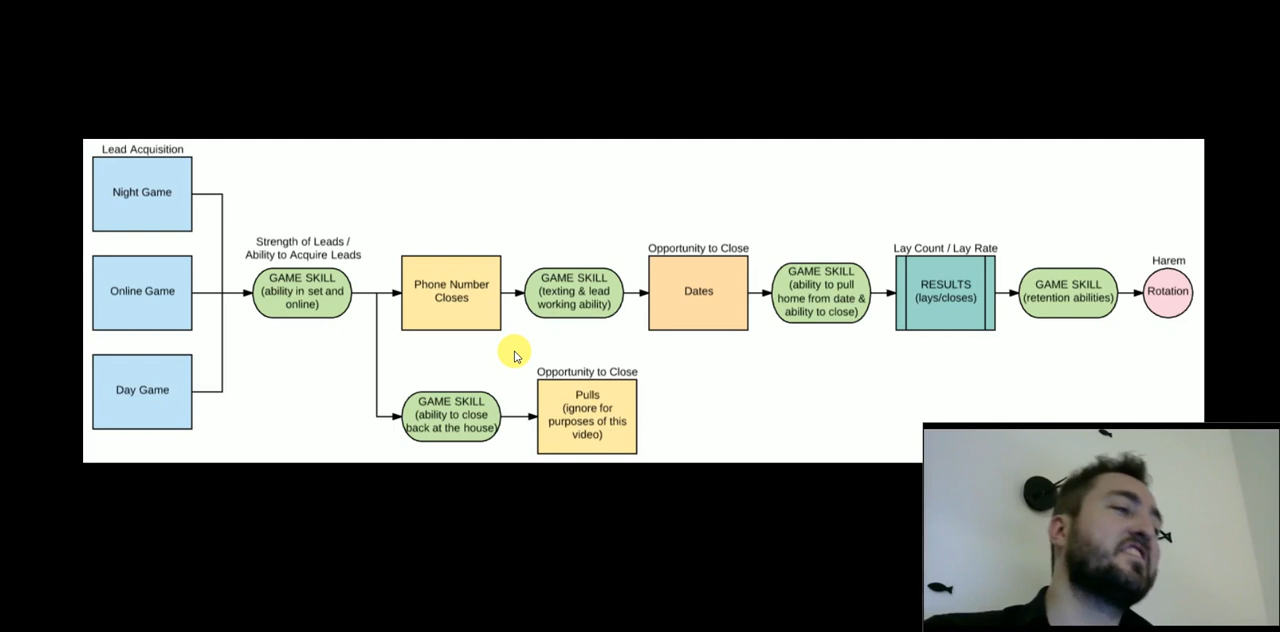 Lead Acquisition
Night Game
Online Game
Day Game
Strength of Leads /
Ability to Acquire Leads
GAME SKILL
(ability in set and
online)
Phone Number
Closes
GAME SKILL
(texting & lead
working ability)
Opportunity to Close
Dates
GAME SKILL
(ability to pull
home from date &
ability to close)
Lay Count / Lay Rate
RESULTS
(lays/closes)
GAME SKILL
(retention abilities)
Harem
Rotation
GAME SKILL
(ability to close
back at the house)
Opportunity to Close
Pulls
(ignore for
purposes of this
video)